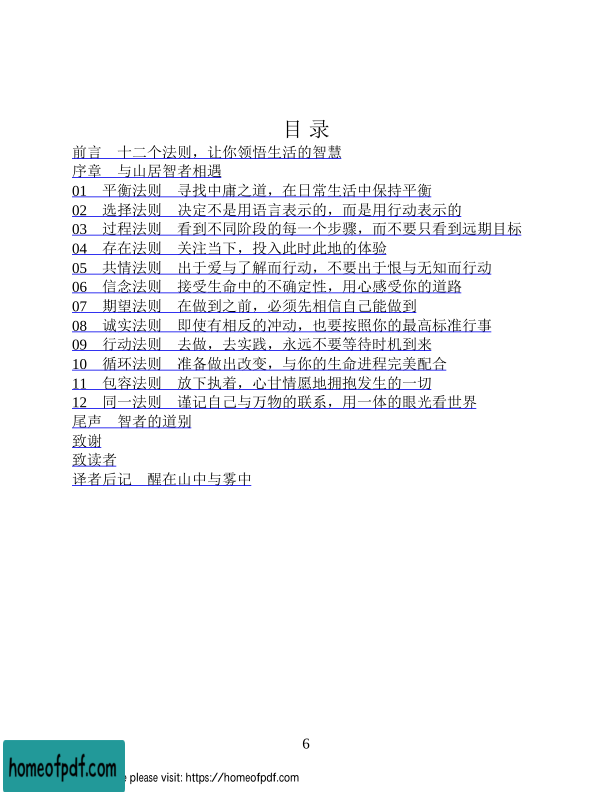 目 录
前言　十二个法则，让你领悟生活的智慧
序章　与山居智者相遇
01　平衡法则　寻找中庸之道，在日常生活中保持平衡
02　选择法则　决定不是用语言表示的，而是用行动表示的
03　过程法则　看到不同阶段的每一个步骤，而不要只看到远期目标
04　存在法则　关注当下，投入此时此地的体验
05　共情法则　出于爱与了解而行动，不要出于恨与无知而行动
06　信念法则　接受生命中的不确定性，用心感受你的道路
07　期望法则　在做到之前，必须先相信自己能做到
08　诚实法则　即使有相反的冲动，也要按照你的最高标准行事
09　行动法则　去做，去实践，永远不要等待时机到来
10　循环法则　准备做出改变，与你的生命进程完美配合
11　包容法则　放下执着，心甘情愿地拥抱发生的一切
12　同一法则　谨记自己与万物的联系，用一体的眼光看世界
尾声　智者的道别
致谢
致读者
译者后记　醒在山中与雾中
6
homeofpdf.com
please visit: https://homeofpdf.com